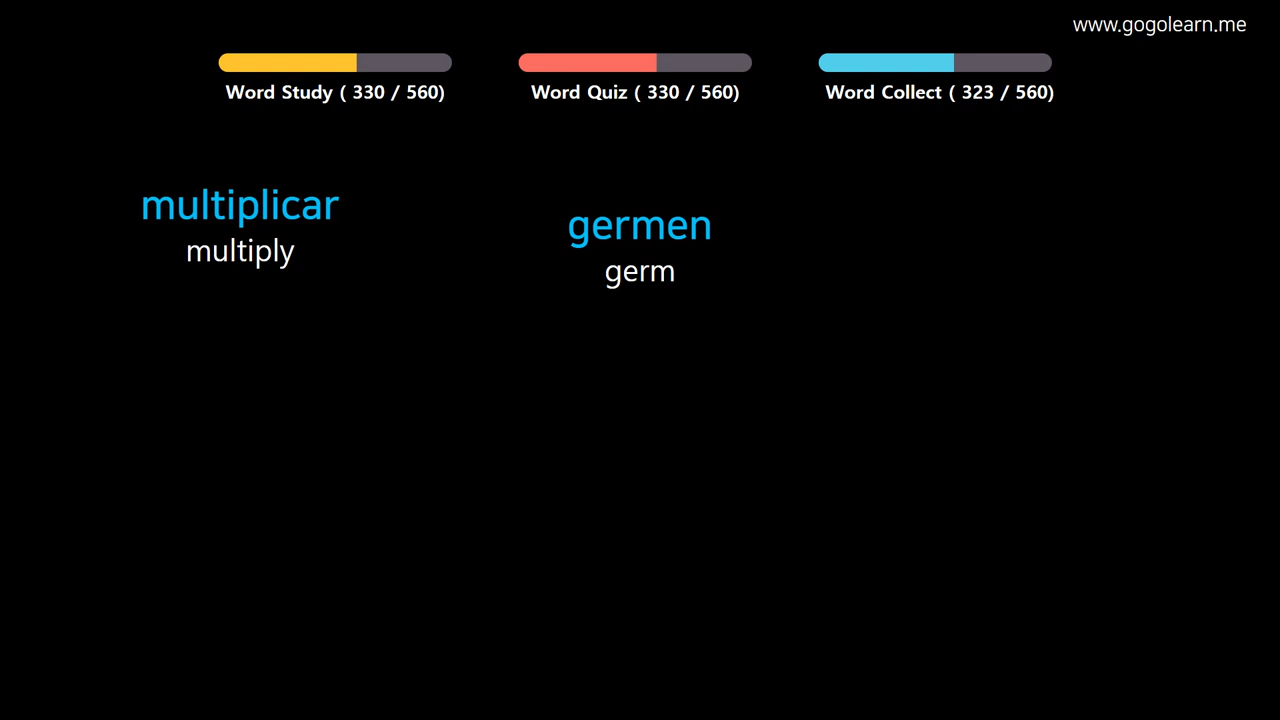 www.gogolearn.me
Word Study ( 330 / 560)
Word Quiz ( 330 / 560)
Word Collect ( 323 / 560)
multiplicar
multiply
germen
germ